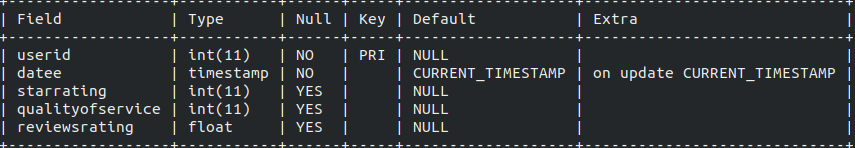 | Field | Type | Null | Key | Default | Extra |
| userid | int(11) | NO | PRI | NULL | |
| datee | timestamp | NO | | CURRENT_TIMESTAMP | on update CURRENT_TIMESTAMP |
| starrating | int(11) | YES | | NULL | |
| qualityofservice | int(11) | YES | | NULL | |
| reviewsrating | float | YES | | NULL | |